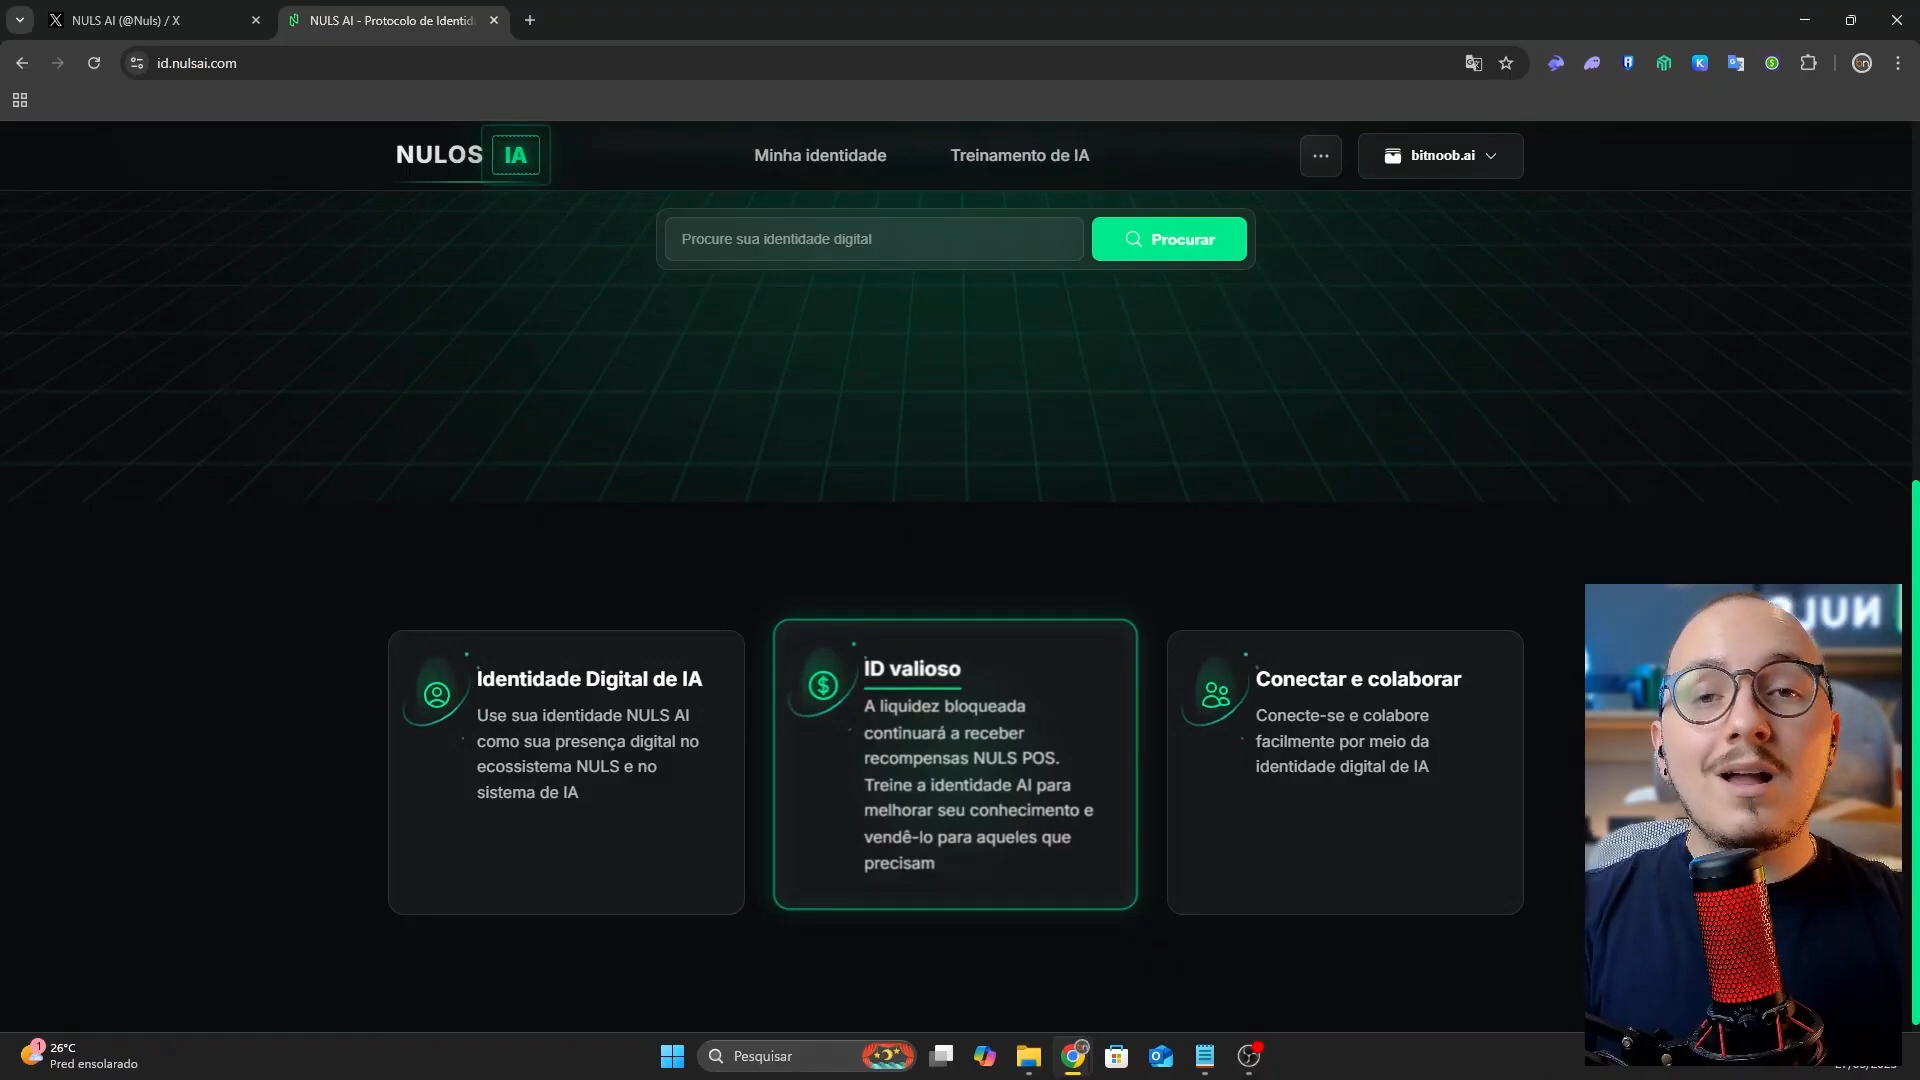 NULS AI (@Nuls) / X
NULS AI - Protocolo de Identid
id.nulsai.com
NULOS IA
Minha identidade
Treinamento de IA
bitnoob.ai
Procure sua identidade digital
Procurar
Identidade Digital de IA
Use sua identidade NULS AI
como sua presença digital no
ecossistema NULS e no
sistema de IA
ID valioso
A liquidez bloqueada
continuará a receber
recompensas NULS POS.
Treine a identidade AI para
melhorar seu conhecimento e
vendê-lo para aqueles que
precisam
Conectar e colaborar
Conecte-se e colabore
facilmente por meio da
identidade digital de IA
NULS
1
26°C
Pred ensolarado
Pesquisar